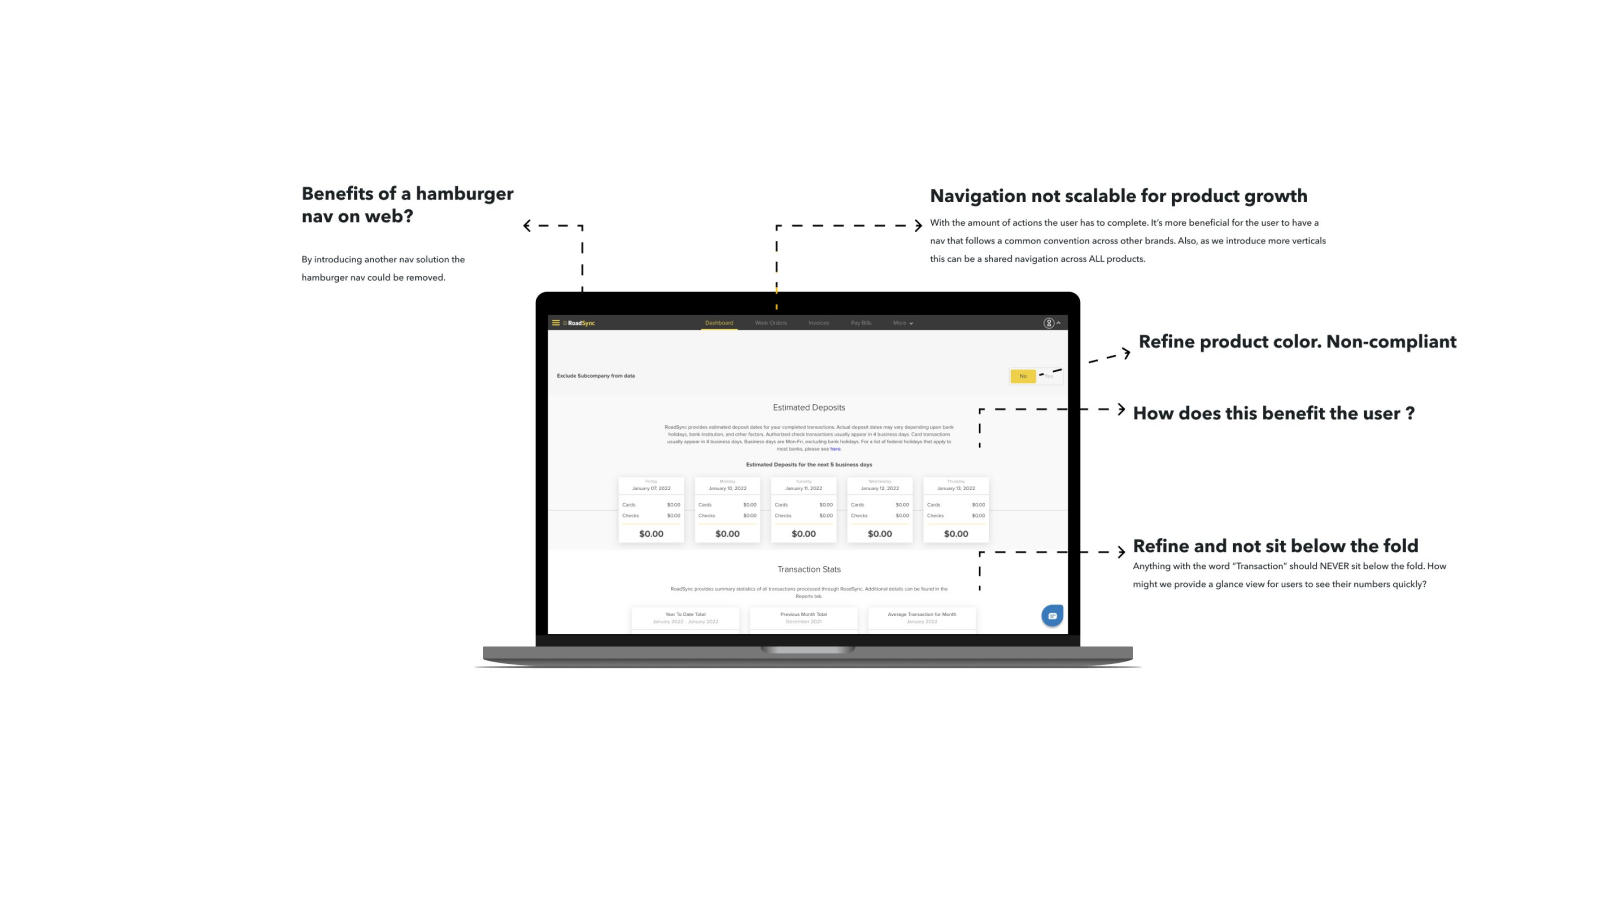 Benefits of a hamburger
nav on web?
By introducing another nav solution the
hamburger nav could be removed.
Navigation not scalable for product growth
With the amount of actions the user has to complete. It’s more beneficial for the user to have a
nav that follows a common convention across other brands. Also, as we introduce more verticals
this can be a shared navigation across ALL products.
Refine product color. Non-compliant
How does this benefit the user ?
Refine and not sit below the fold
Anything with the word “Transaction” should NEVER sit below the fold. How
might we provide a glance view for users to see their numbers quickly?
RoadSync Dashboard Work Orders Invoices Pay Bills More
Exclude Subcompany from data No
Estimated Deposits
RoadSync provides estimated deposit dates for your completed transactions. Actual deposit dates may vary depending upon bank
holidays, bank institution, and other factors. Authorized check transactions usually appear in 4 business days. Card transactions
usually appear in 4 business days. Business days are Mon-Fri, excluding bank holidays. For a list of federal holidays that apply to
most banks, please see here.
Estimated Deposits for the next 5 business days
Friday Monday Tuesday Wednesday Thursday
January 07, 2022 January 10, 2022 January 11, 2022 January 12, 2022 January 13, 2022
Cards $0.00 Cards $0.00 Cards $0.00 Cards $0.00 Cards $0.00
Checks $0.00 Checks $0.00 Checks $0.00 Checks $0.00 Checks $0.00
$0.00 $0.00 $0.00 $0.00 $0.00
Transaction Stats
RoadSync provides summary statistics of all transactions processed through RoadSync. Additional details can be found in the
Reports tab.
Year To Date Total Previous Month Total Average Transaction for Month
January 2022 - January 2022 December 2021 January 2022